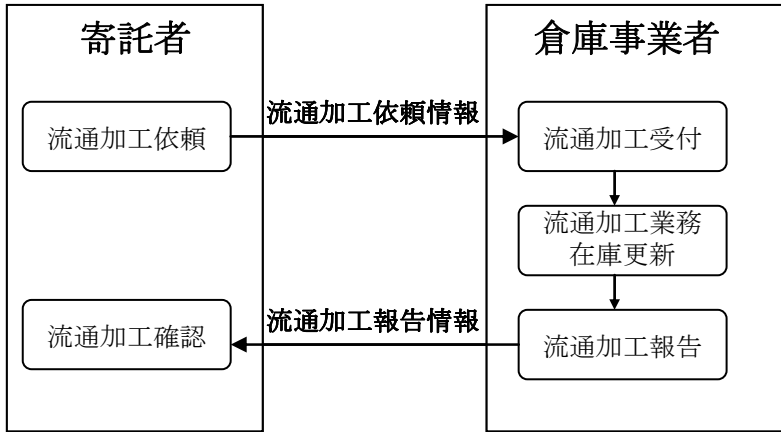 寄託者
倉庫事業者
流通加工依頼
流通加工依頼情報
流通加工受付
流通加工業務
在庫更新
流通加工確認
流通加工報告情報
流通加工報告